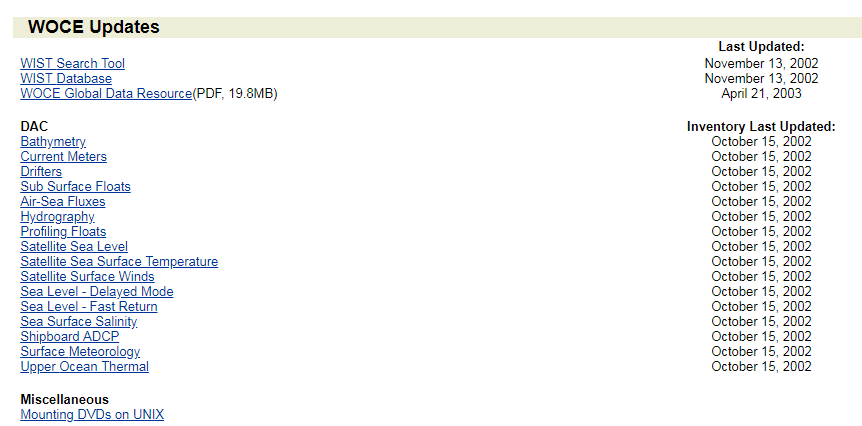 WOCE Updates
Last Updated:
WIST Search Tool November 13, 2002
WIST Database November 13, 2002
WOCE Global Data Resource(PDF, 19.8MB) April 21, 2003
DAC Inventory Last Updated:
Bathymetry October 15, 2002
Current Meters October 15, 2002
Drifters October 15, 2002
Sub Surface Floats October 15, 2002
Air-Sea Fluxes October 15, 2002
Hydrography October 15, 2002
Profiling Floats October 15, 2002
Satellite Sea Level October 15, 2002
Satellite Sea Surface Temperature October 15, 2002
Satellite Surface Winds October 15, 2002
Sea Level - Delayed Mode October 15, 2002
Sea Level - Fast Return October 15, 2002
Sea Surface Salinity October 15, 2002
Shipboard ADCP October 15, 2002
Surface Meteorology October 15, 2002
Upper Ocean Thermal October 15, 2002
Miscellaneous
Mounting DVDs on UNIX